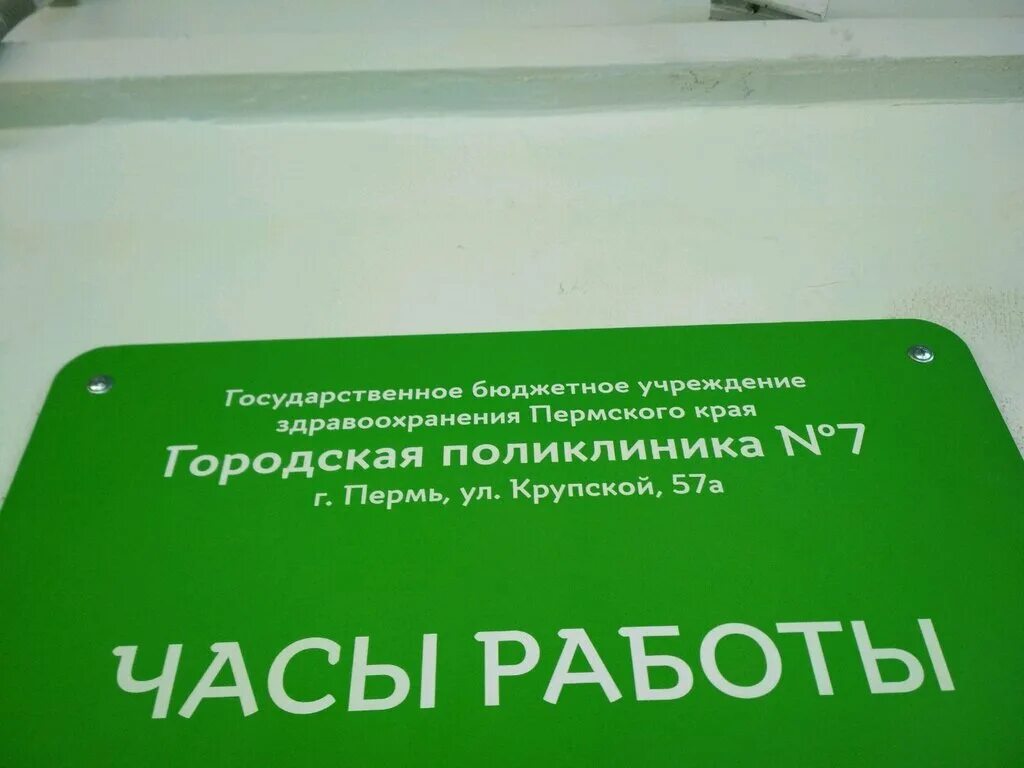 Государственное бюджетное учреждение
здравоохранения Пермского края
Городская поликлиника №7
г. Пермь, ул. Крупской, 57а
ЧАСЫ РАБОТЫ